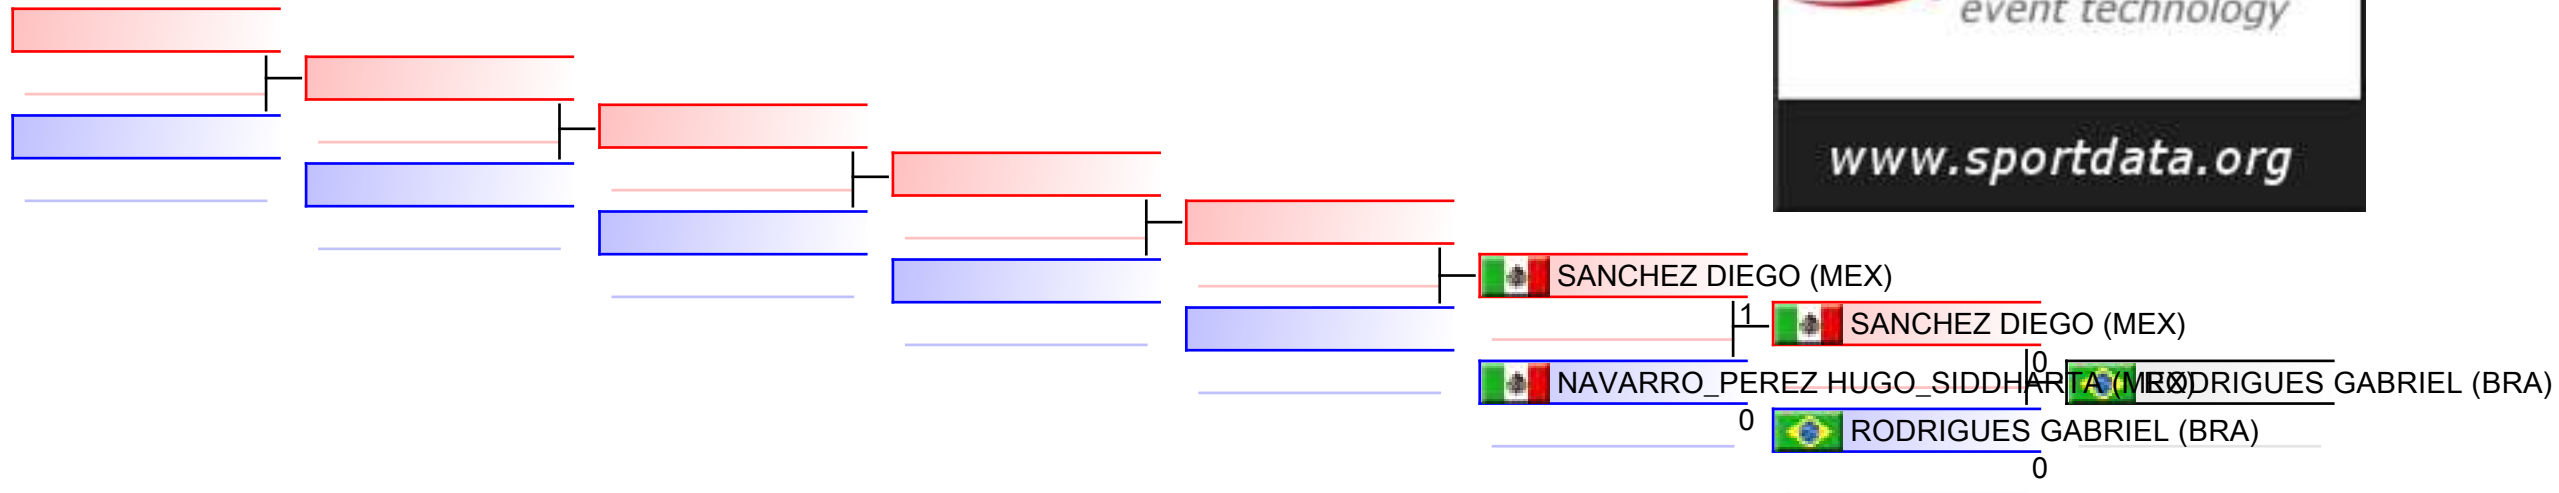 event technology
www.sportdata.org
SANCHEZ DIEGO (MEX)
1
SANCHEZ DIEGO (MEX)
0
NAVARRO_PEREZ HUGO_SIDDHARTA (MEX)
RODRIGUES GABRIEL (BRA)
0
RODRIGUES GABRIEL (BRA)
0